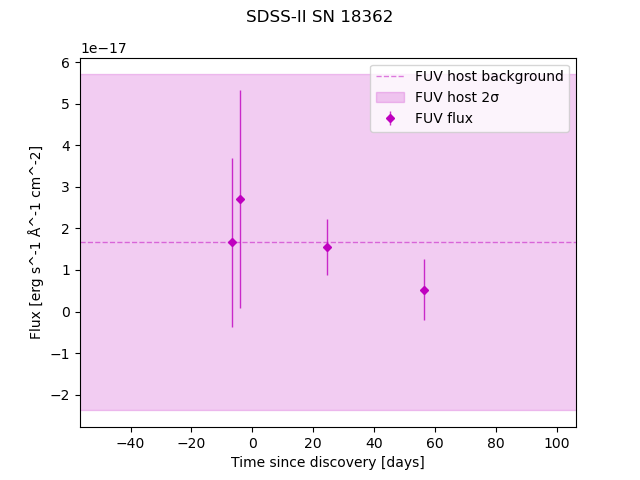 SDSS-II SN 18362
1e−17
FUV host background
FUV host 2σ
FUV flux
Flux [erg s^-1 Å^-1 cm^-2]
6
5
4
3
2
1
0
−1
−2
−40
−20
0
20
40
60
80
100
Time since discovery [days]